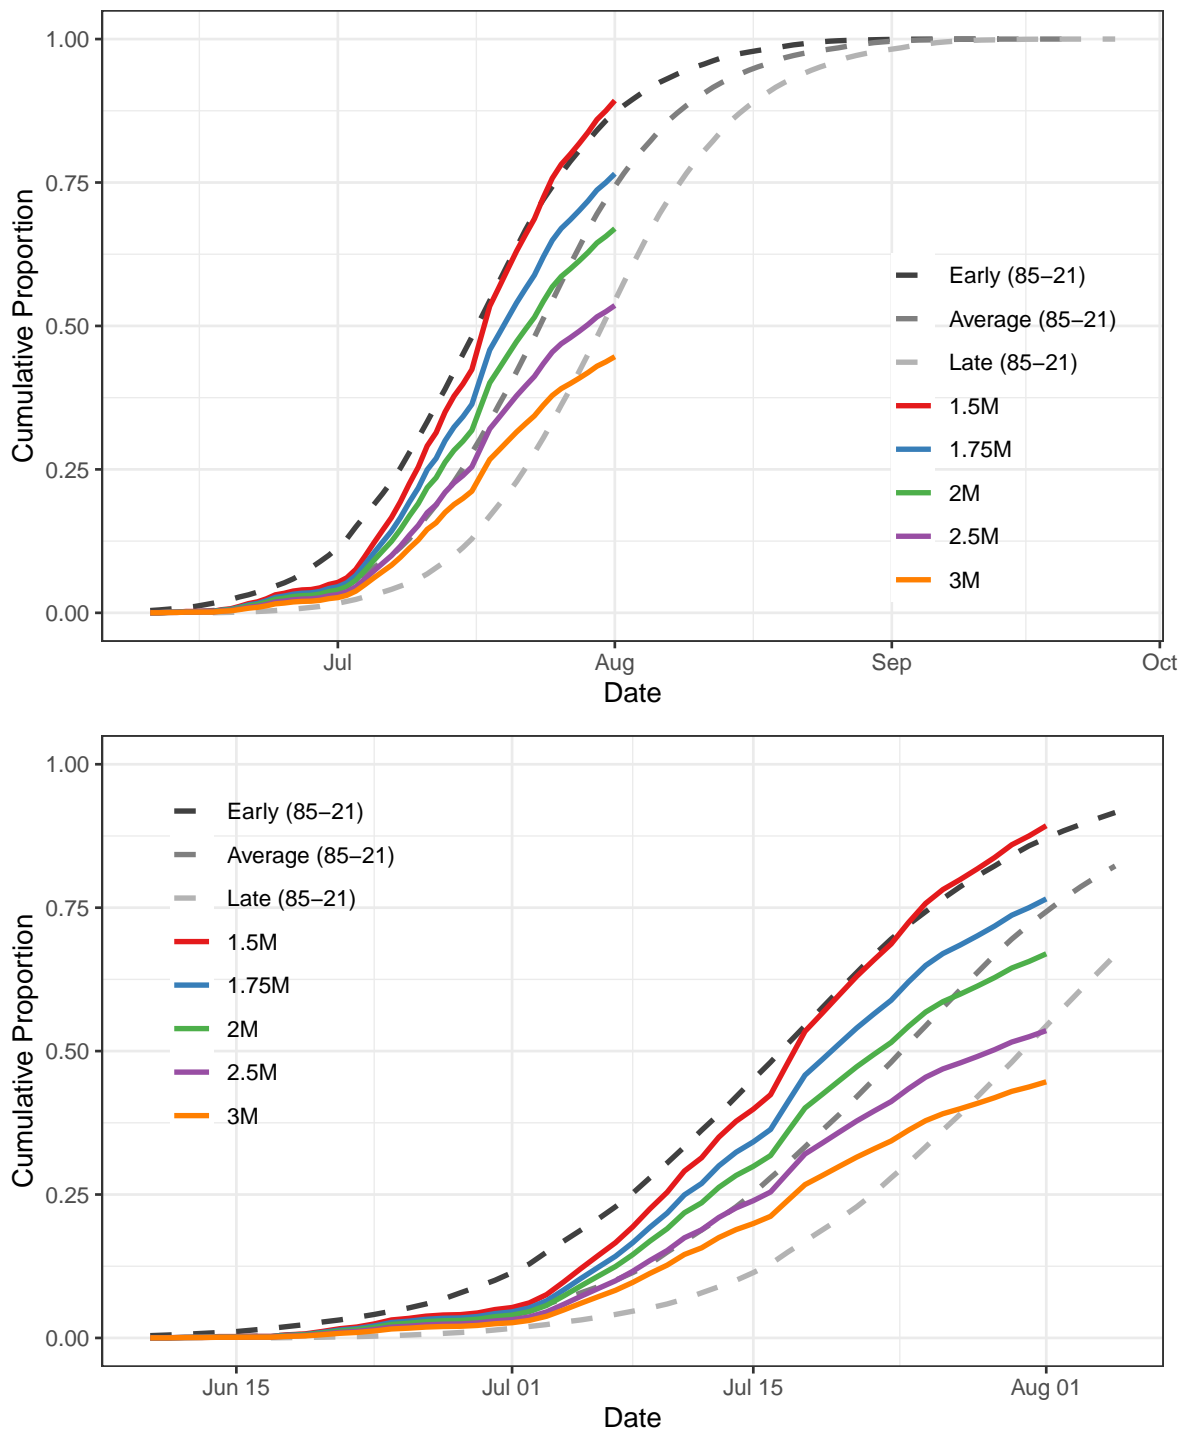 1.00
0.75
0.50
0.25
0.00
Cumulative Proportion
Early (85−21)
Average (85−21)
Late (85−21)
1.5M
1.75M
2M
2.5M
3M
Jul
Aug
Sep
Oct
Date
1.00
0.75
0.50
0.25
0.00
Cumulative Proportion
Early (85−21)
Average (85−21)
Late (85−21)
1.5M
1.75M
2M
2.5M
3M
Jun 15
Jul 01
Jul 15
Aug 01
Date